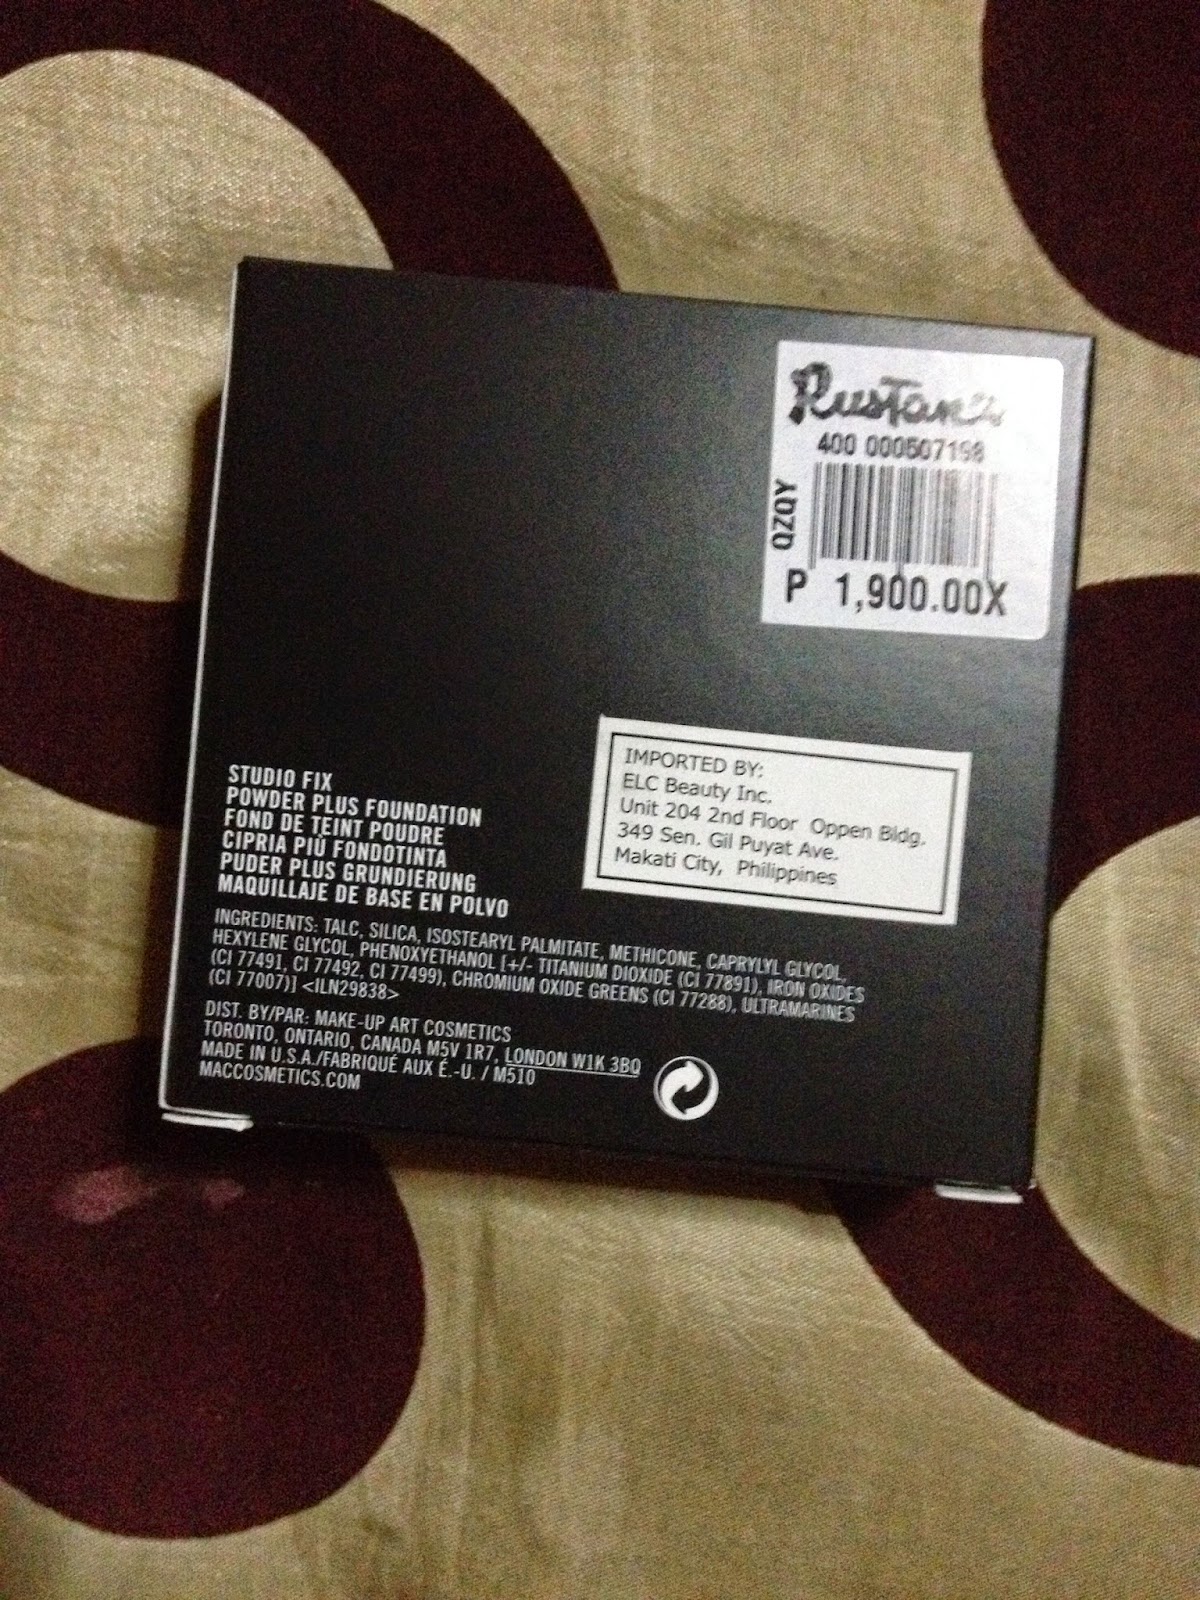 Rustan's
400 000507198
QZQY
P 1,900.00X
IMPORTED BY:
ELC Beauty Inc.
Unit 204 2nd Floor Oppen Bldg.
349 Sen. Gil Puyat Ave.
Makati City, Philippines
STUDIO FIX
POWDER PLUS FOUNDATION
FOND DE TEINT POUDRE
CIPRIA PIÙ FONDOTINTA
PUDER PLUS GRUNDIERUNG
MAQUILLAJE DE BASE EN POLVO
INGREDIENTS: TALC, SILICA, ISOSTEARYL PALMITATE, METHICONE, CAPRYLYL GLYCOL,
HEXYLENE GLYCOL, PHENOXYETHANOL [+/- TITANIUM DIOXIDE (CI 77891), IRON OXIDES
(CI 77491, CI 77492, CI 77499), CHROMIUM OXIDE GREENS (CI 77288), ULTRAMARINES
(CI 77007)] <ILN29838>
DIST. BY/PAR: MAKE-UP ART COSMETICS
TORONTO, ONTARIO, CANADA M5V 1R7, LONDON W1K 3BQ
MADE IN U.S.A./FABRIQUÉ AUX É.-U. / M510
MACCOSMETICS.COM